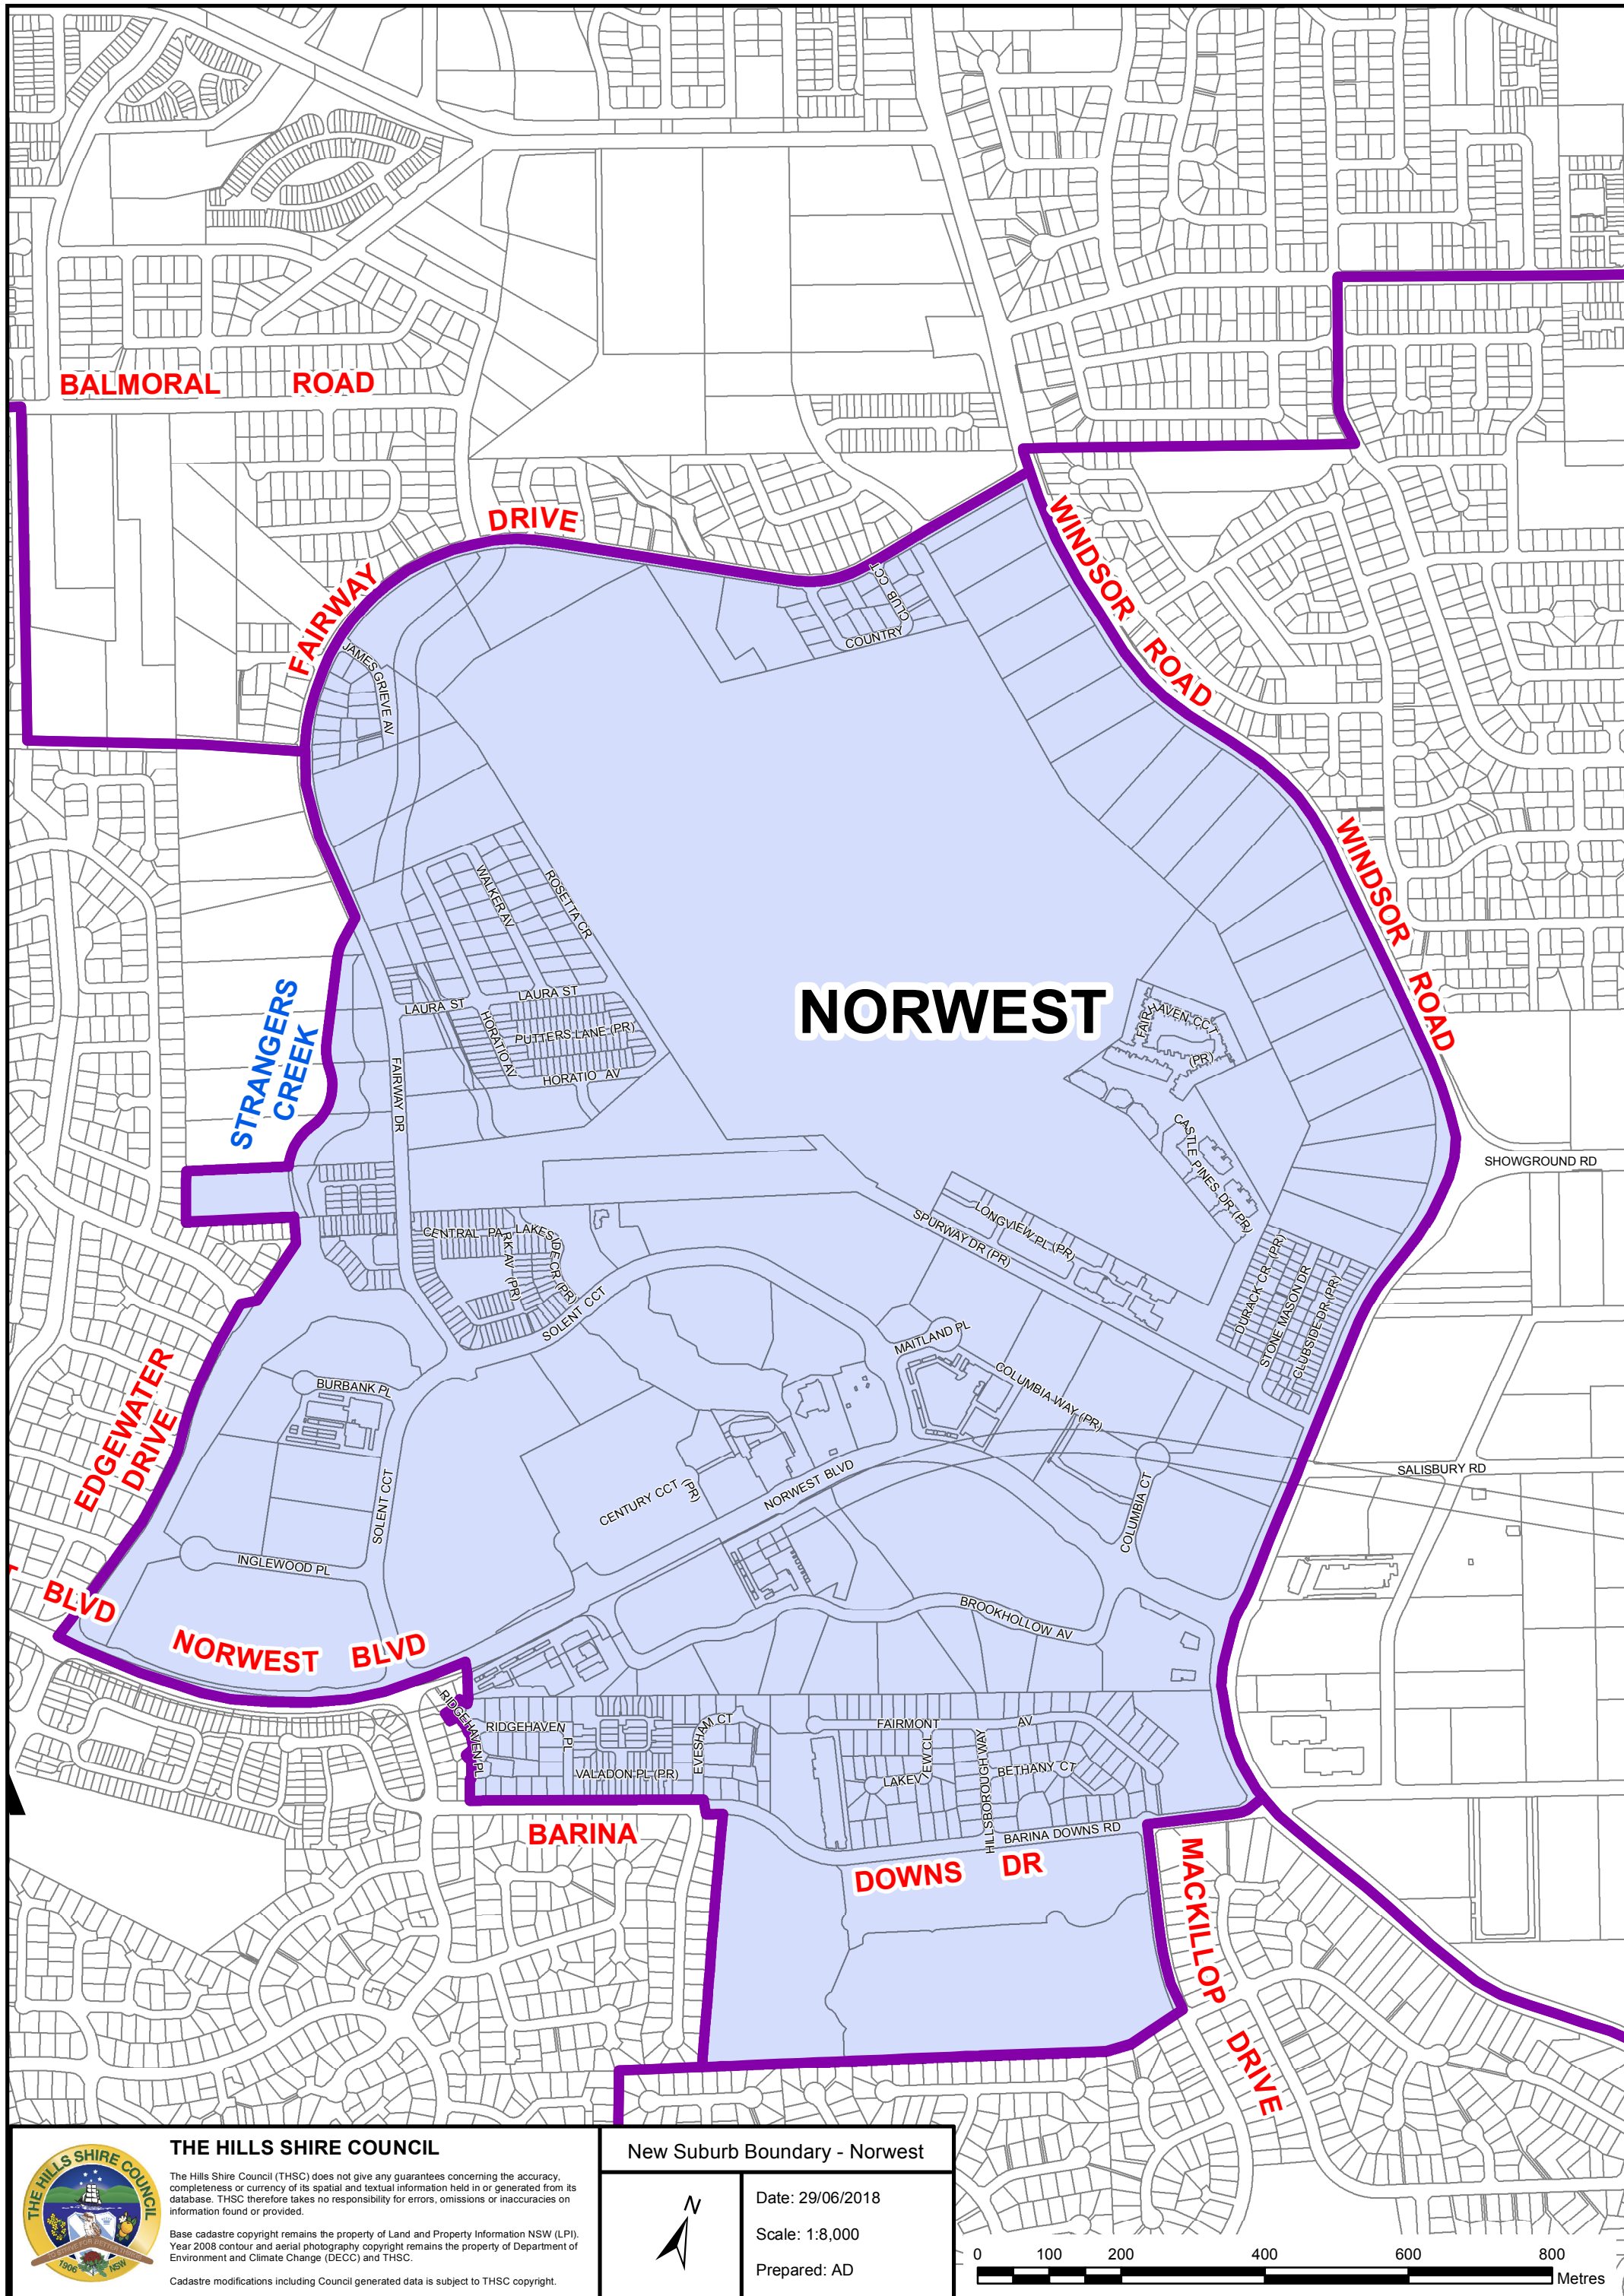 BALMORAL ROAD
DRIVE
FAIRWAY
WINDSOR
ROAD
COUNTRY
CLUB CCT
JAMES GRIEVE AV
WINDSOR
ROAD
WALKER AV
ROSETTA CR
NORWEST
STRANGERS
CREEK
LAURA ST
LAURA ST
HORATIO AV
PUTTERS LANE (PR)
HORATIO AV
FAIRWAY DR
FAIRHAVEN CCT
(PR)
CASTLE PINES DR (PR)
SHOWGROUND RD
CENTRAL PARK AV (PR)
LAKESIDE CR (PR)
SOLENT CCT
SPURWAY DR (PR)
LONGVIEW PL (PR)
DURACK CR (PR)
STONE MASON DR
CLUBSIDE DR (PR)
MAITLAND PL
COLUMBIA WAY (PR)
EDGEWATER
DRIVE
BURBANK PL
SOLENT CCT
CENTURY CCT (PR)
NORWEST BLVD
COLUMBIA CT
SALISBURY RD
INGLEWOOD PL
BLVD
NORWEST BLVD
BROOKHOLLOW AV
RIDGEHAVEN PL
RIDGEHAVEN PL
EVESHAM CT
VALADON PL (PR)
FAIRMONT AV
LAKEVIEW CL
HILLSBOROUGH WAY
BETHANY CT
BARINA DOWNS RD
BARINA
DOWNS DR
MACKILLOP
DRIVE
THE HILLS SHIRE COUNCIL
1906 NSW
THE HILLS SHIRE COUNCIL
The Hills Shire Council (THSC) does not give any guarantees concerning the accuracy,
completeness or currency of its spatial and textual information held in or generated from its
database. THSC therefore takes no responsibility for errors, omissions or inaccuracies on
information found or provided.
Base cadastre copyright remains the property of Land and Property Information NSW (LPI).
Year 2008 contour and aerial photography copyright remains the property of Department of
Environment and Climate Change (DECC) and THSC.
Cadastre modifications including Council generated data is subject to THSC copyright.
New Suburb Boundary - Norwest
N
Date: 29/06/2018
Scale: 1:8,000
Prepared: AD
0 100 200 400 600 800
Metres